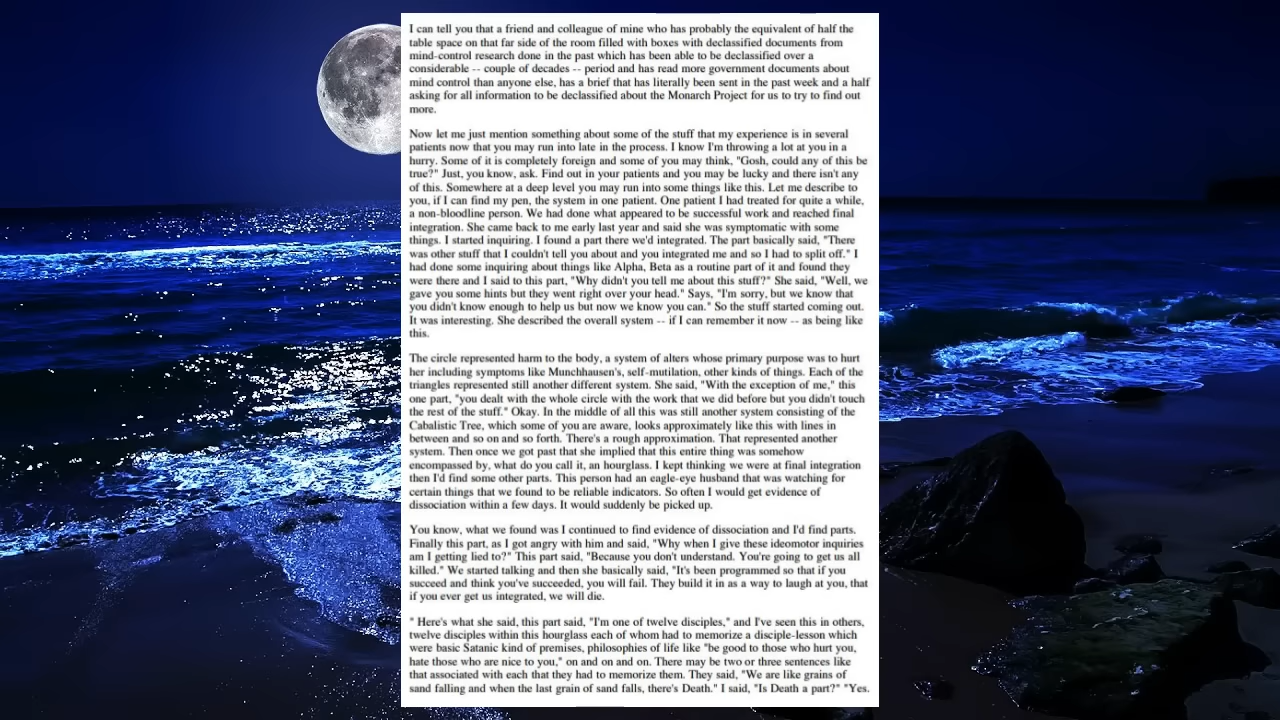 I can tell you that a friend and colleague of mine who has probably the equivalent of half the
table space on that far side of the room filled with boxes with declassified documents from
mind-control research done in the past which has been able to be declassified over a
considerable -- couple of decades -- period and has read more government documents about
mind control than anyone else, has a brief that has literally been sent in the past week and a half
asking for all information to be declassified about the Monarch Project for us to try to find out
more.
Now let me just mention something about some of the stuff that my experience is in several
patients now that you may run into late in the process. I know I'm throwing a lot at you in a
hurry. Some of it is completely foreign and some of you may think, "Gosh, could any of this be
true?" Just, you know, ask. Find out in your patients and you may be lucky and there isn't any
of this. Somewhere at a deep level you may run into some things like this. Let me describe to
you, if I can find my pen, the system in one patient. One patient I had treated for quite a while,
a non-bloodline person. We had done what appeared to be successful work and reached final
integration. She came back to me early last year and said she was symptomatic with some
things. I started inquiring. I found a part there we'd integrated. The part basically said, "There
was other stuff that I couldn't tell you about and you integrated me and so I had to split off." I
had done some inquiring about things like Alpha, Beta as a routine part of it and found they
were there and I said to this part, "Why didn't you tell me about this stuff?" She said, "Well, we
gave you some hints but they went right over your head." Says, "I'm sorry, but we know that
you didn't know enough to help us but now we know you can." So the stuff started coming out.
It was interesting. She described the overall system -- if I can remember it now -- as being like
this.
The circle represented harm to the body, a system of alters whose primary purpose was to hurt
her including symptoms like Munchhausen's, self-mutilation, other kinds of things. Each of the
triangles represented still another different system. She said, "With the exception of me," this
one part, "you dealt with the whole circle with the work that we did before but you didn't touch
the rest of the stuff." Okay. In the middle of all this was still another system consisting of the
Cabalistic Tree, which some of you are aware, looks approximately like this with lines in
between and so on and so forth. There's a rough approximation. That represented another
system. Then once we got past that she implied that this entire thing was somehow
encompassed by, what do you call it, an hourglass. I kept thinking we were at final integration
then I'd find some other parts. This person had an eagle-eye husband that was watching for
certain things that we found to be reliable indicators. So often I would get evidence of
dissociation within a few days. It would suddenly be picked up.
You know, what we found was I continued to find evidence of dissociation and I'd find parts.
Finally this part, as I got angry with him and said, "Why when I give these ideomotor inquiries
am I getting lied to?" This part said, "Because you don't understand. You're going to get us all
killed." We started talking and then she basically said, "It's been programmed so that if you
succeed and think you've succeeded, you will fail. They build it in as a way to laugh at you, that
if you ever get us integrated, we will die.
" Here's what she said, this part said, "I'm one of twelve disciples," and I've seen this in others,
twelve disciples within this hourglass each of whom had to memorize a disciple-lesson which
were basic Satanic kind of premises, philosophies of life like "be good to those who hurt you,
hate those who are nice to you," on and on and on. There may be two or three sentences like
that associated with each that they had to memorize them. They said, "We are like grains of
sand falling and when the last grain of sand falls, there's Death." I said, "Is Death a part?" "Yes.